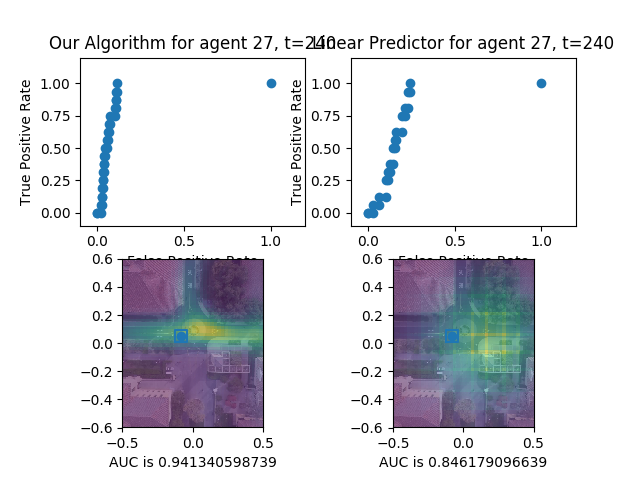 Our Algorithm for agent 27, t=240
Linear Predictor for agent 27, t=240
True Positive Rate
1.00
0.75
0.50
0.25
0.00
0.0 0.5 1.0
False Positive Rate
True Positive Rate
1.00
0.75
0.50
0.25
0.00
0.0 0.5 1.0
False Positive Rate
0.6
0.4
0.2
0.0
−0.2
−0.4
−0.6
−0.5 0.0 0.5
AUC is 0.941340598739
0.6
0.4
0.2
0.0
−0.2
−0.4
−0.6
−0.5 0.0 0.5
AUC is 0.846179096639